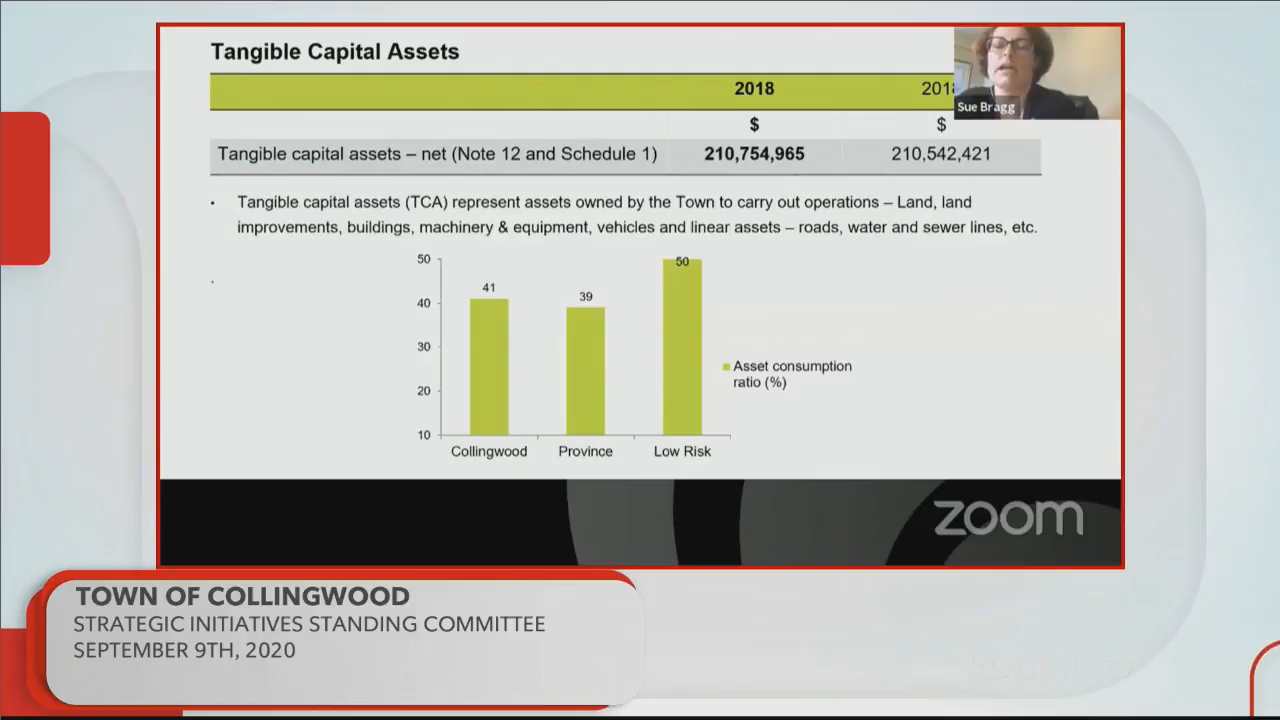 Tangible Capital Assets
2018
$
$
Tangible capital assets – net (Note 12 and Schedule 1)
210,754,965
210,542,421
• Tangible capital assets (TCA) represent assets owned by the Town to carry out operations – Land, land
improvements, buildings, machinery & equipment, vehicles and linear assets – roads, water and sewer lines, etc.
50
40
30
20
10
41
39
50
Collingwood
Province
Low Risk
Asset consumption
ratio (%)
Sue Bragg
zoom
TOWN OF COLLINGWOOD
STRATEGIC INITIATIVES STANDING COMMITTEE
SEPTEMBER 9TH, 2020